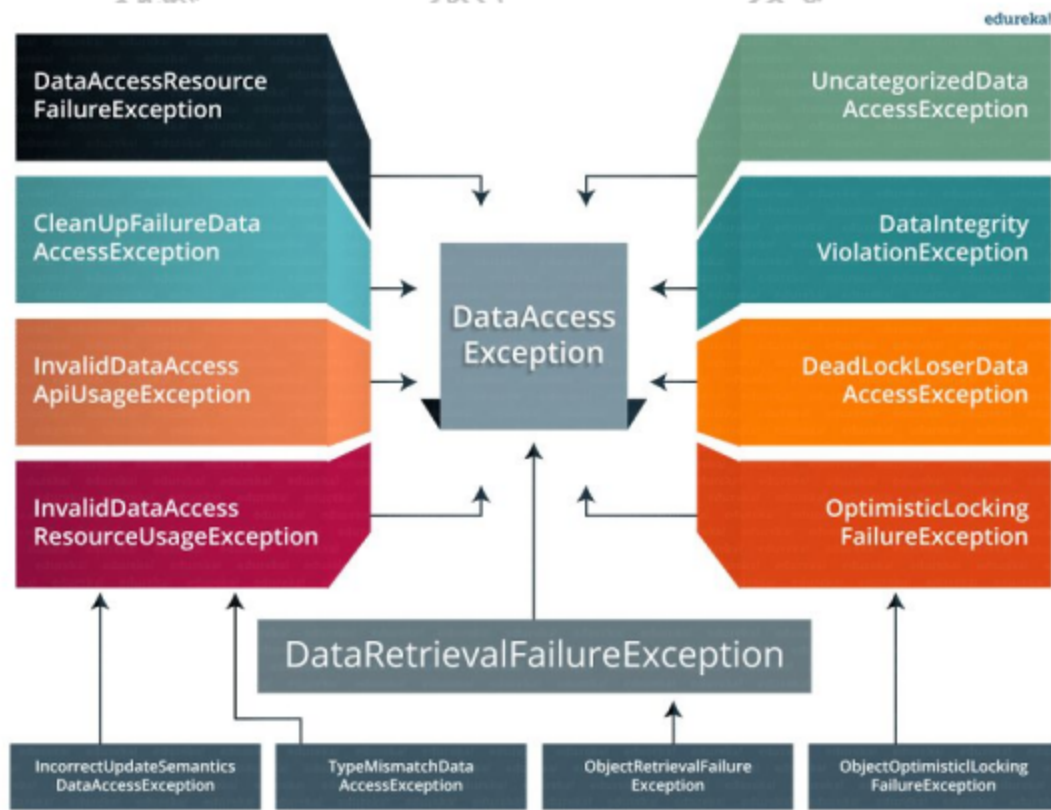 edureka!
DataAccessResource
FailureException
UncategorizedData
AccessException
CleanUpFailureData
AccessException
DataIntegrity
ViolationException
DataAccess
Exception
InvalidDataAccess
ApiUsageException
DeadLockLoserData
AccessException
InvalidDataAccess
ResourceUsageException
OptimisticLocking
FailureException
DataRetrievalFailureException
IncorrectUpdateSemantics
DataAccessException
TypeMismatchData
AccessException
ObjectRetrievalFailure
Exception
ObjectOptimisticlLocking
FailureException